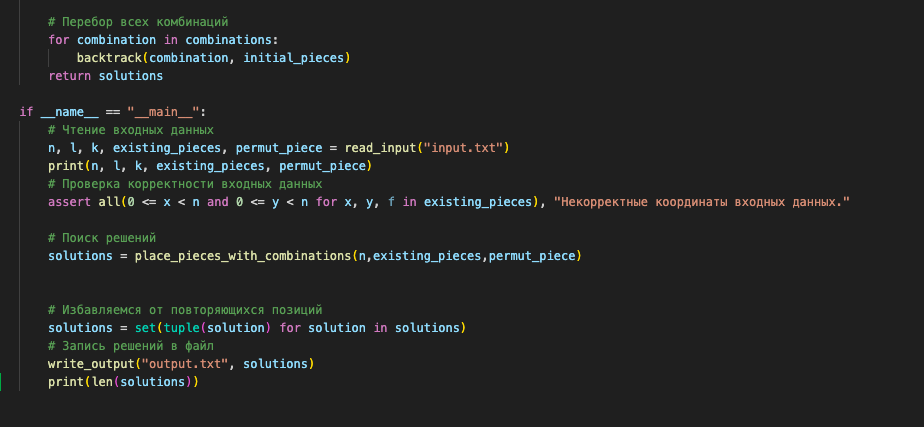 # Перебор всех комбинаций
for combination in combinations:
backtrack(combination, initial_pieces)
return solutions
if __name__ == "__main__":
# Чтение входных данных
n, l, k, existing_pieces, permut_piece = read_input("input.txt")
print(n, l, k, existing_pieces, permut_piece)
# Проверка корректности входных данных
assert all(0 <= x < n and 0 <= y < n for x, y, f in existing_pieces), "Некорректные координаты входных данных."
# Поиск решений
solutions = place_pieces_with_combinations(n,existing_pieces,permut_piece)
# Избавляемся от повторяющихся позиций
solutions = set(tuple(solution) for solution in solutions)
# Запись решений в файл
write_output("output.txt", solutions)
print(len(solutions))